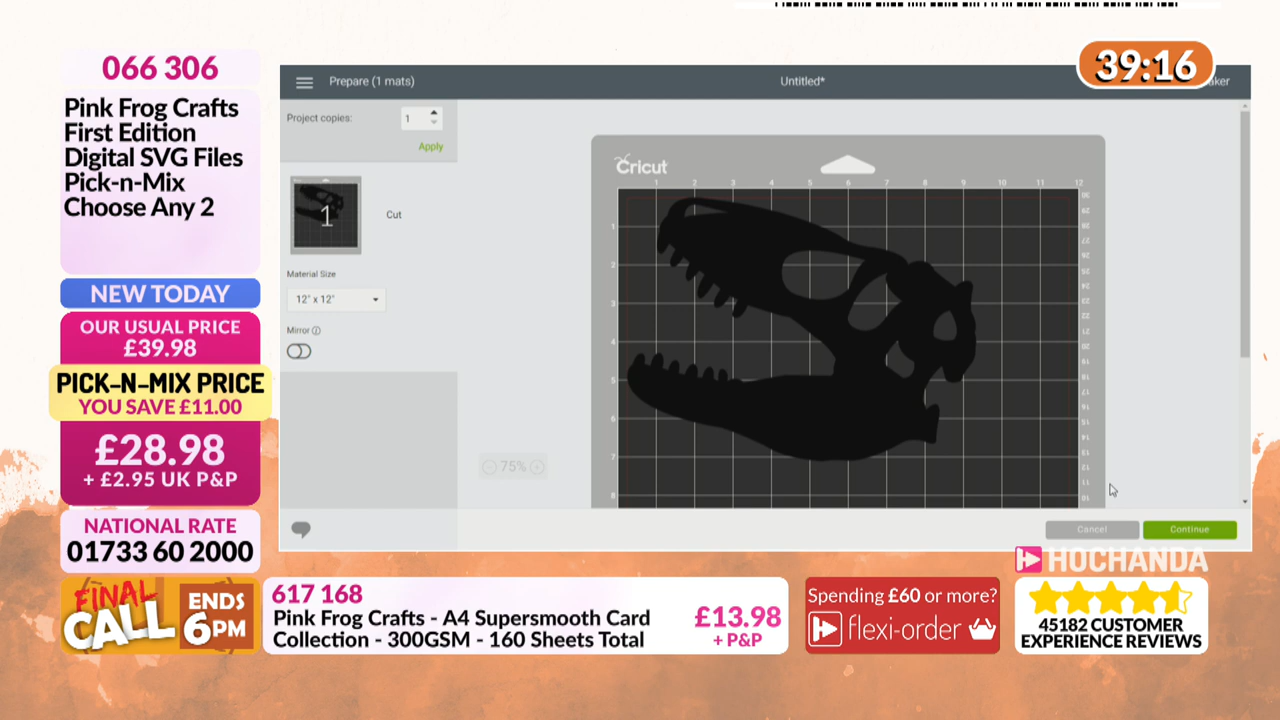 066 306
Pink Frog Crafts
First Edition
Digital SVG Files
Pick-n-Mix
Choose Any 2
NEW TODAY
OUR USUAL PRICE
£39.98
PICK-N-MIX PRICE
YOU SAVE £11.00
£28.98
+ £2.95 UK P&P
NATIONAL RATE
01733 60 2000
FINAL CALL
ENDS 6PM
39:16
Prepare (1 mats)
Untitled*
Project copies:
1
Apply
1
Cut
Material Size
12" x 12"
Mirror
75%
Cricut
1 2 3 4 5 6 7 8 9 10 11 12
1
2
3
4
5
6
7
8
Cancel
Continue
HOCHANDA
617 168
Pink Frog Crafts - A4 Supersmooth Card
Collection - 300GSM - 160 Sheets Total
£13.98
+ P&P
Spending £60 or more?
flexi-order
45182 CUSTOMER
EXPERIENCE REVIEWS